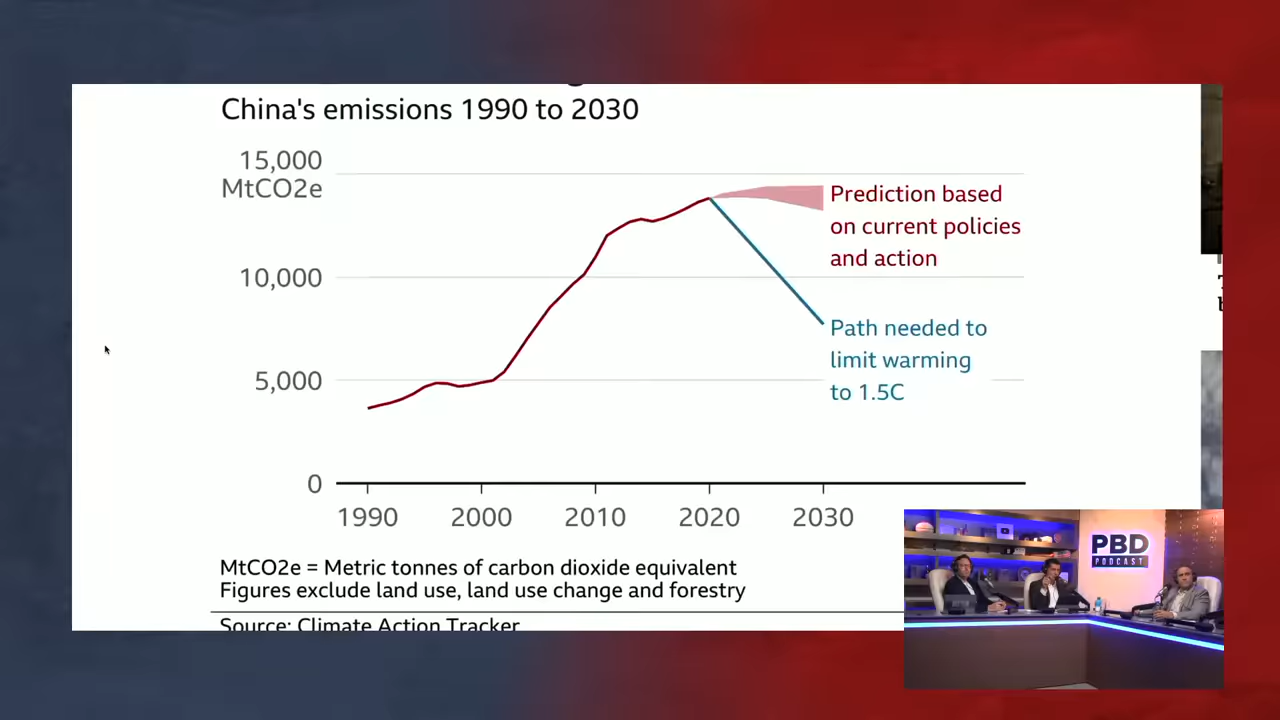 China's emissions 1990 to 2030
15,000
MtCO2e
10,000
5,000
0
1990 2000 2010 2020 2030
Prediction based
on current policies
and action
Path needed to
limit warming
to 1.5C
MtCO2e = Metric tonnes of carbon dioxide equivalent
Figures exclude land use, land use change and forestry
Source: Climate Action Tracker
PBD
PODCAST